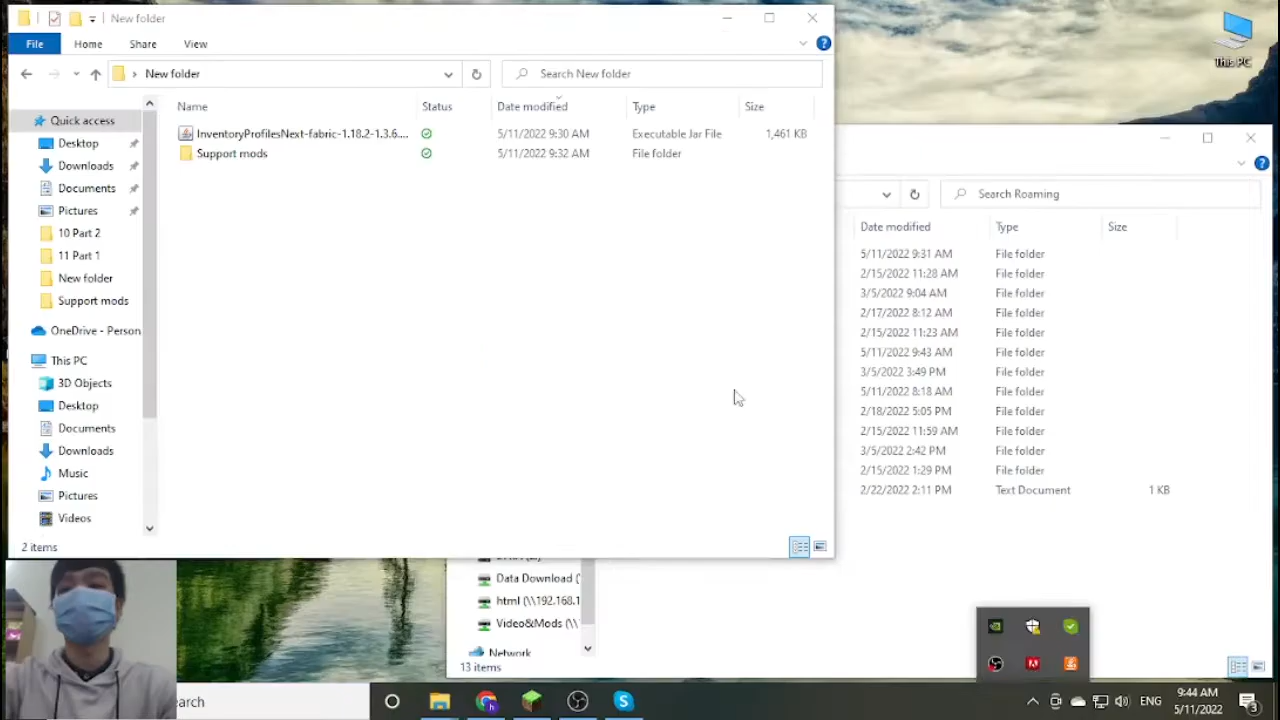 New folder
This PC
File
Home
Share
View
New folder
Search New folder
Name
Status
Date modified
Type
Size
Quick access
InventoryProfilesNext-fabric-1.18.2-1.3.6....
5/11/2022 9:30 AM
Executable Jar File
1,461 KB
Support mods
5/11/2022 9:32 AM
File folder
Desktop
Downloads
Documents
Pictures
10 Part 2
11 Part 1
New folder
Support mods
OneDrive - Person
This PC
3D Objects
Desktop
Documents
Downloads
Music
Pictures
Videos
2 items
Search Roaming
Date modified
Type
Size
5/11/2022 9:31 AM
File folder
2/15/2022 11:28 AM
File folder
3/5/2022 9:04 AM
File folder
2/17/2022 8:12 AM
File folder
2/15/2022 11:23 AM
File folder
5/11/2022 9:43 AM
File folder
3/5/2022 3:49 PM
File folder
5/11/2022 8:18 AM
File folder
2/18/2022 5:05 PM
File folder
2/15/2022 11:59 AM
File folder
3/5/2022 2:42 PM
File folder
2/15/2022 1:29 PM
File folder
2/22/2022 2:11 PM
Text Document
1 KB
Data Download ('
html (\\192.168.1
Video&Mods (\\'
Network
13 items
earch
ENG
9:44 AM
5/11/2022
3